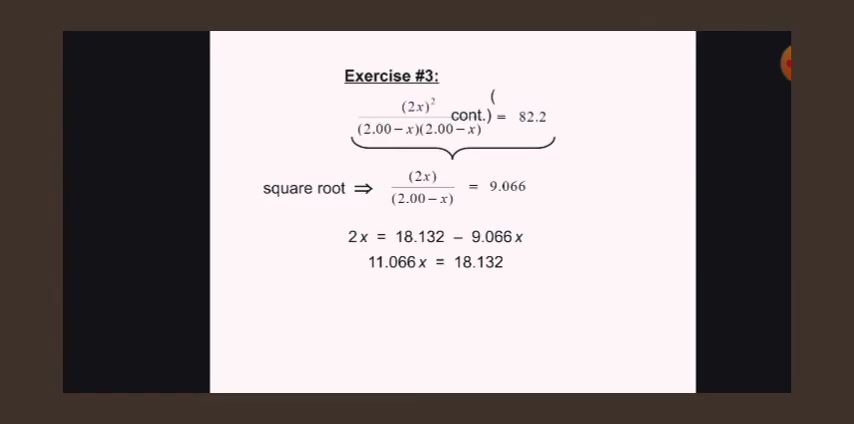 Exercise #3:
(
cont.)
(2x)² / (2.00 – x)(2.00 – x) = 82.2
square root ⇒ (2x) / (2.00 – x) = 9.066
2x = 18.132 – 9.066x
11.066x = 18.132